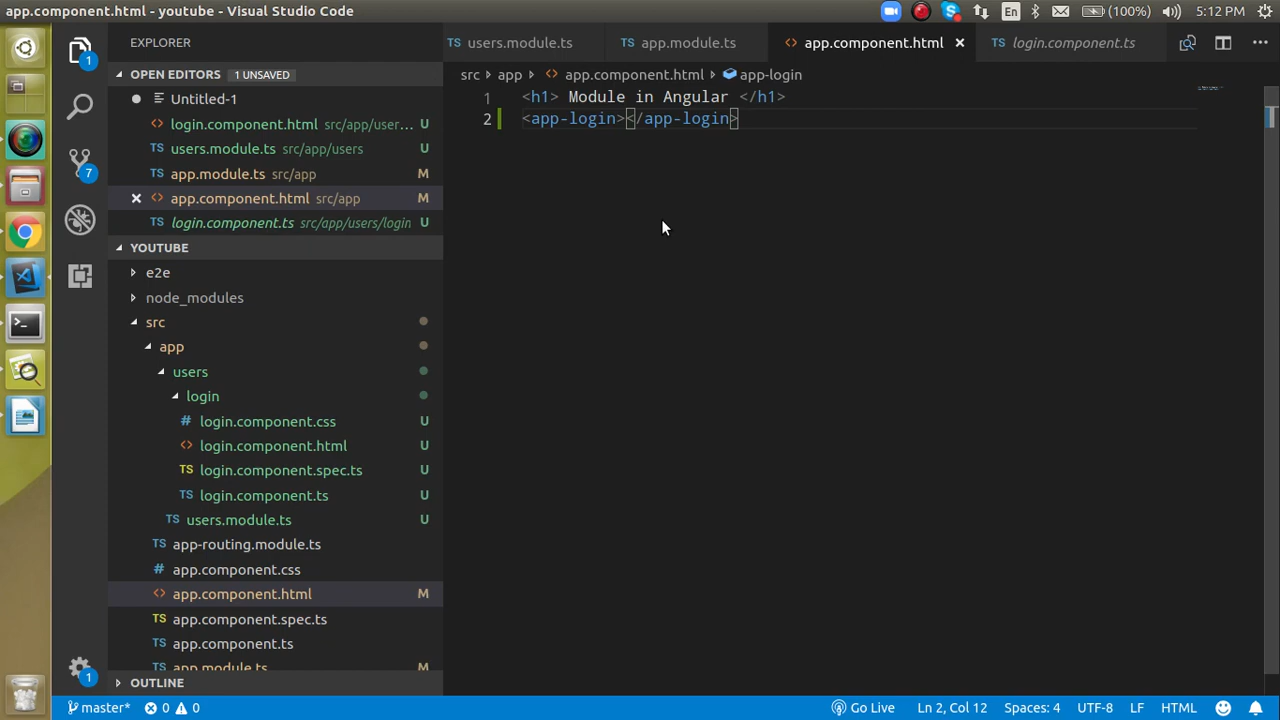 app.component.html - youtube - Visual Studio Code
En
(100%)
5:12 PM
EXPLORER
users.module.ts
app.module.ts
app.component.html
login.component.ts
OPEN EDITORS
1 UNSAVED
src
app
app.component.html
app-login
Untitled-1
1
<h1> Module in Angular </h1>
login.component.html src/app/user... U
2
<app-login></app-login>
users.module.ts src/app/users U
app.module.ts src/app M
app.component.html src/app M
login.component.ts src/app/users/login U
YOUTUBE
e2e
node_modules
src
app
users
login
login.component.css U
login.component.html U
login.component.spec.ts U
login.component.ts U
users.module.ts U
app-routing.module.ts
app.component.css
app.component.html M
app.component.spec.ts
app.component.ts
app.module.ts M
OUTLINE
1
7
1
master*
0
0
Go Live
Ln 2, Col 12
Spaces: 4
UTF-8
LF
HTML